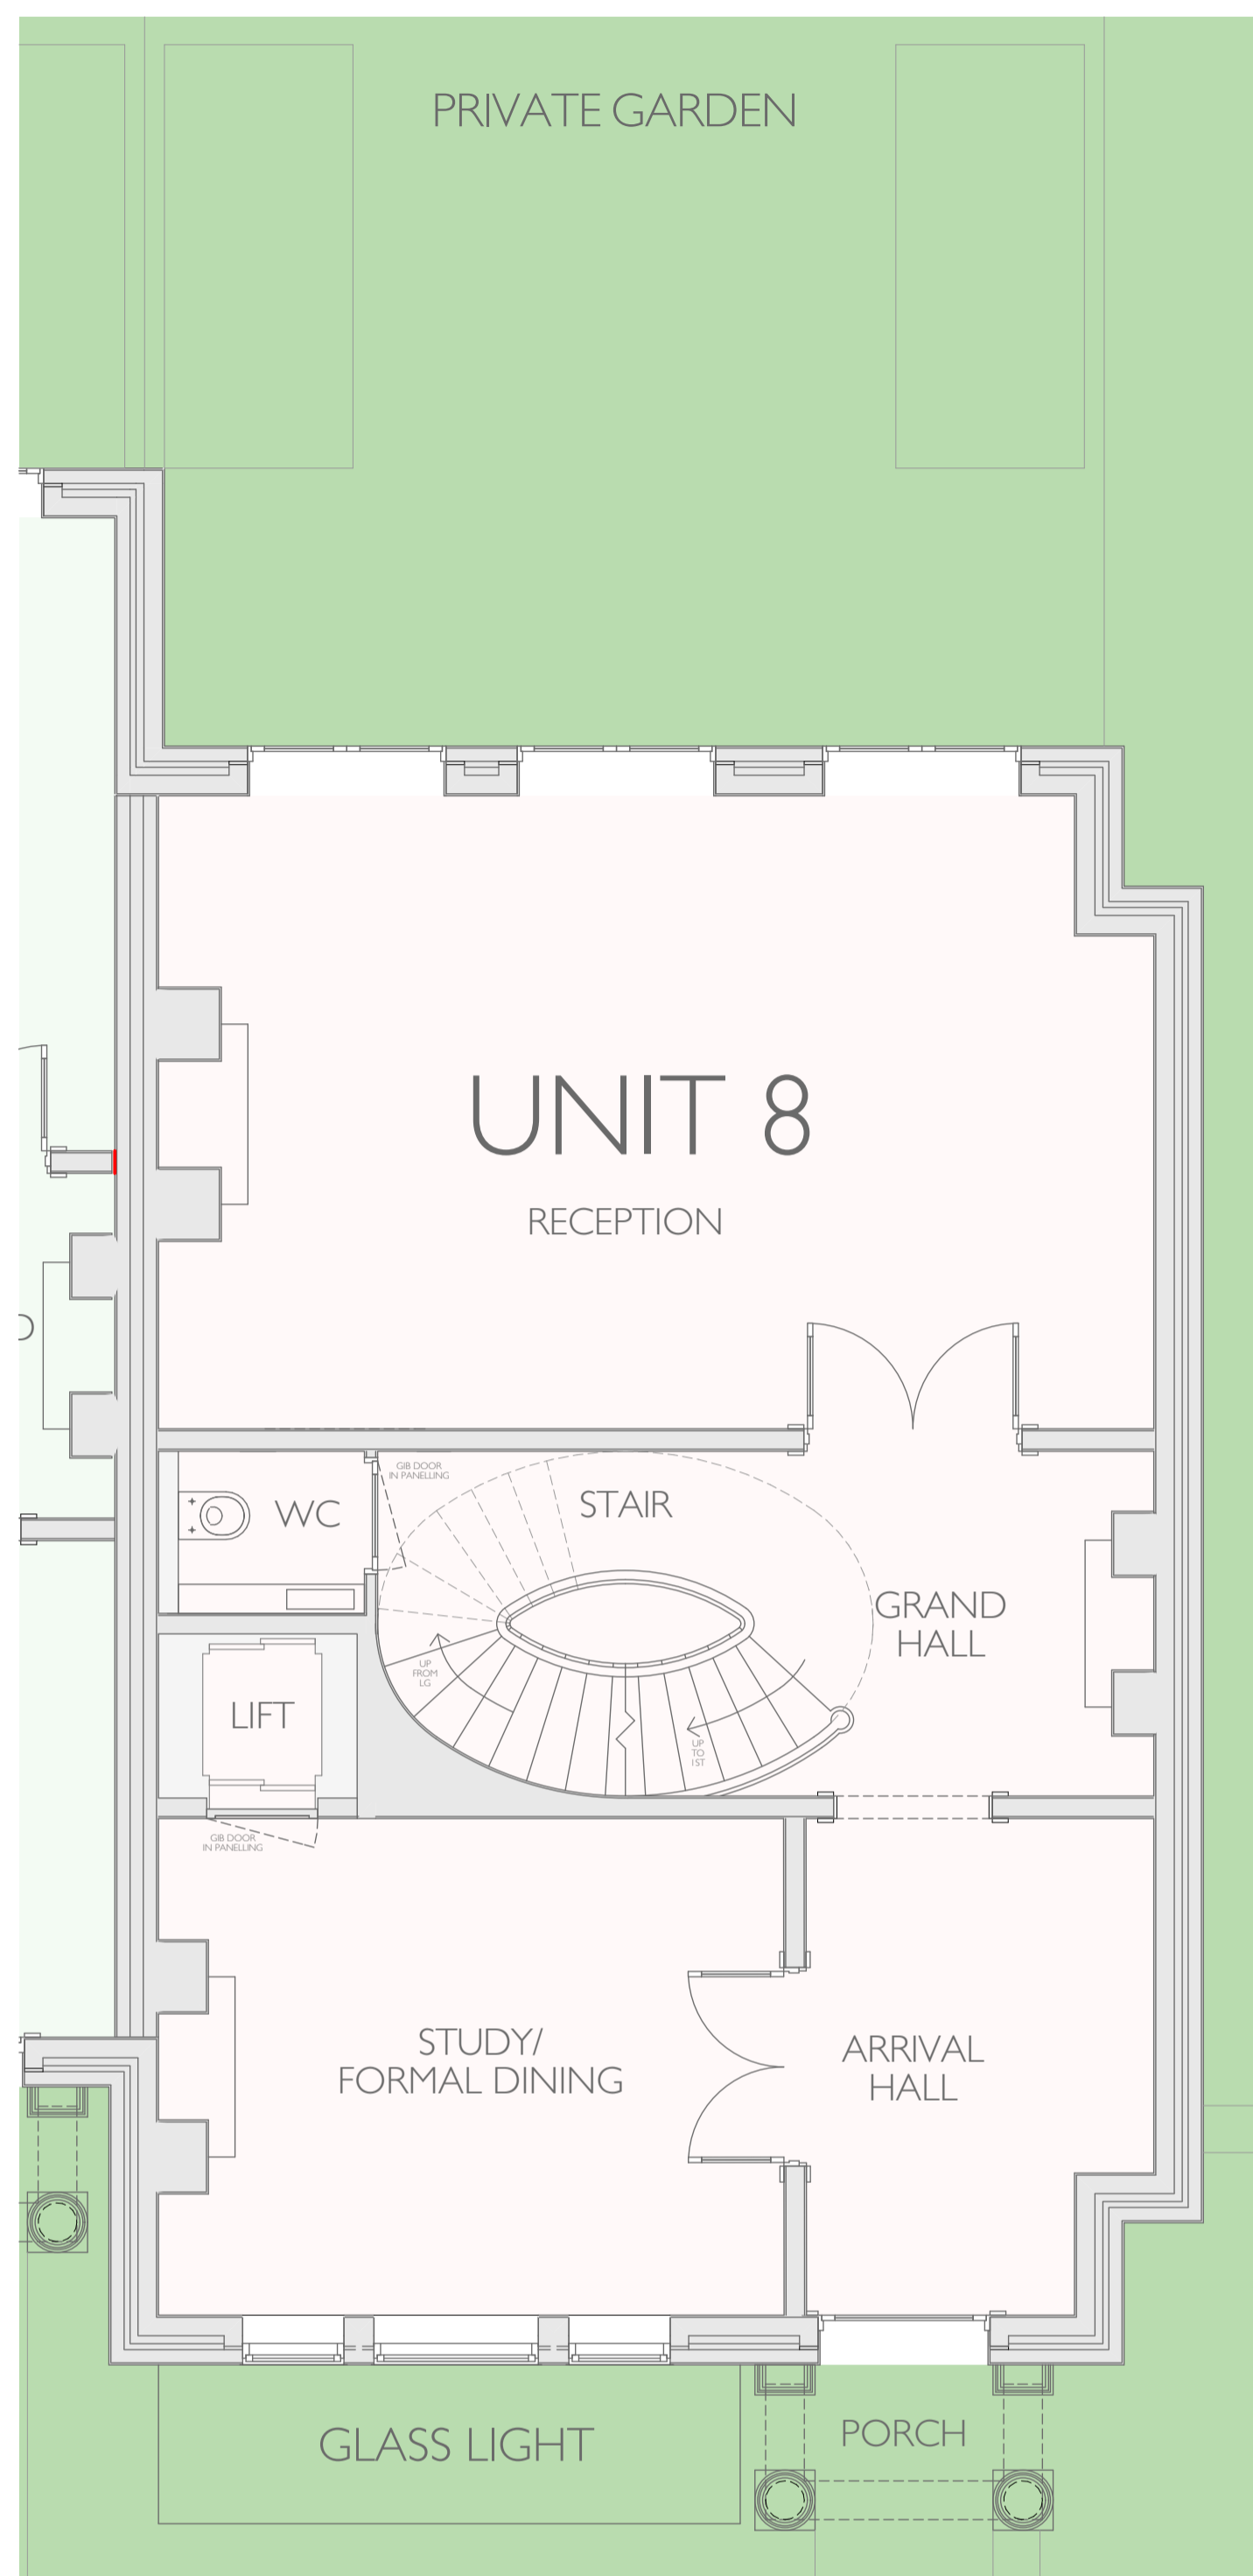 PRIVATE GARDEN
UNIT 8
RECEPTION
GIB DOOR
IN PANELLING
STAIR
WC
GRAND
HALL
UP
FROM
LG
LIFT
UP
TO
1ST
GIB DOOR
IN PANELLING
STUDY/
FORMAL DINING
ARRIVAL
HALL
GLASS LIGHT
PORCH